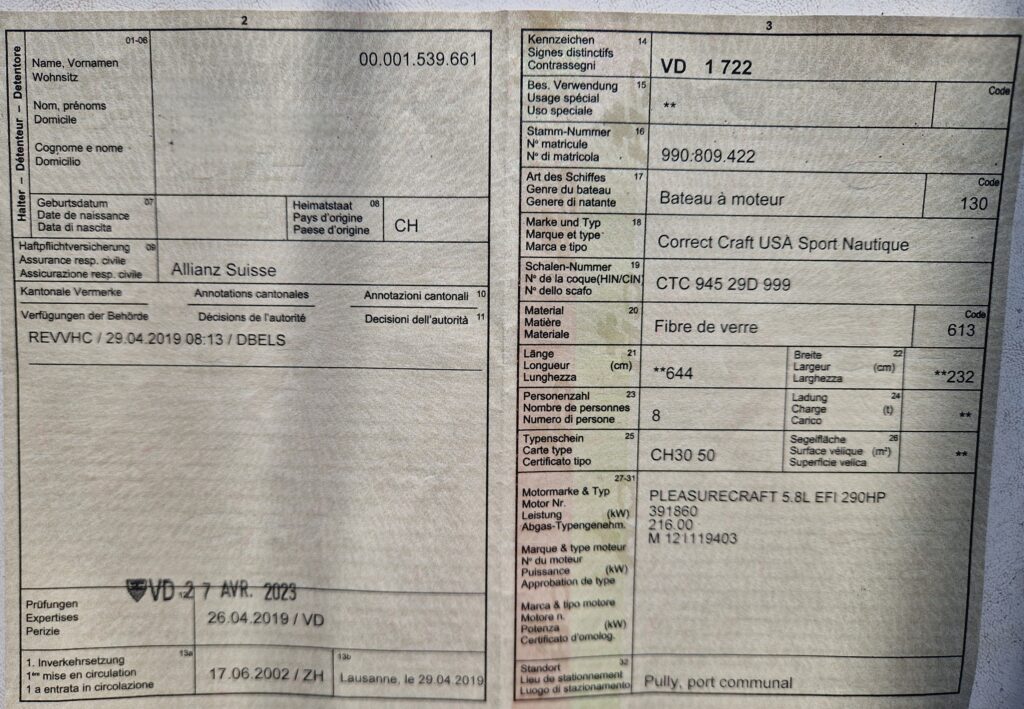 2
Halter – Détenteur – Detentore
01-06
Name, Vornamen
Wohnsitz
Nom, prénoms
Domicile
Cognome e nome
Domicilio
00.001.539.661
Geburtsdatum 07
Date de naissance
Data di nascita
Heimatstaat 08
Pays d'origine
Paese d'origine
CH
Haftpflichtversicherung 09
Assurance resp. civile
Assicurazione resp. civile
Allianz Suisse
Kantonale Vermerke Annotations cantonales Annotazioni cantonali 10
Verfügungen der Behörde Décisions de l'autorité Decisioni dell'autorità 11
REVVHC / 29.04.2019 08:13 / DBELS
VD 27 AVR. 2023
Prüfungen
Expertises
Perizie
26.04.2019 / VD
1. Inverkehrsetzung 13a
1ère mise en circulation
1 a entrata in circolazione
17.06.2002 / ZH
13b
Lausanne, le 29.04.2019
3
Kennzeichen 14
Signes distinctifs
Contrassegni
VD 1 722
Bes. Verwendung 15
Usage spécial
Uso speciale
**
Code
Stamm-Nummer 16
N° matricule
N° di matricola
990.809.422
Art des Schiffes 17
Genre du bateau
Genere di natante
Bateau à moteur
Code
130
Marke und Typ 18
Marque et type
Marca e tipo
Correct Craft USA Sport Nautique
Schalen-Nummer 19
N° de la coque(HIN/CIN)
N° dello scafo
CTC 945 29D 999
Material 20
Matière
Materiale
Fibre de verre
Code
613
Länge 21
Longueur (cm)
Lunghezza
**644
Breite 22
Largeur (cm)
Larghezza
**232
Personenzahl 23
Nombre de personnes
Numero di persone
8
Ladung 24
Charge (t)
Carico
**
Typenschein 25
Carte type
Certificato tipo
CH30 50
Segelfläche 26
Surface vélique (m²)
Superficie velica
**
27-31
Motormarke & Typ
Motor Nr.
Leistung (kW)
Abgas-Typengenehm.
Marque & type moteur
N° du moteur
Puissance (kW)
Approbation de type
Marca & tipo motore
Motore n.
Potenza (kW)
Certificato d'omolog.
PLEASURECRAFT 5.8L EFI 290HP
391860
216.00
M 121119403
Standort 32
Lieu de stationnement
Luogo di stazionamento
Pully, port communal